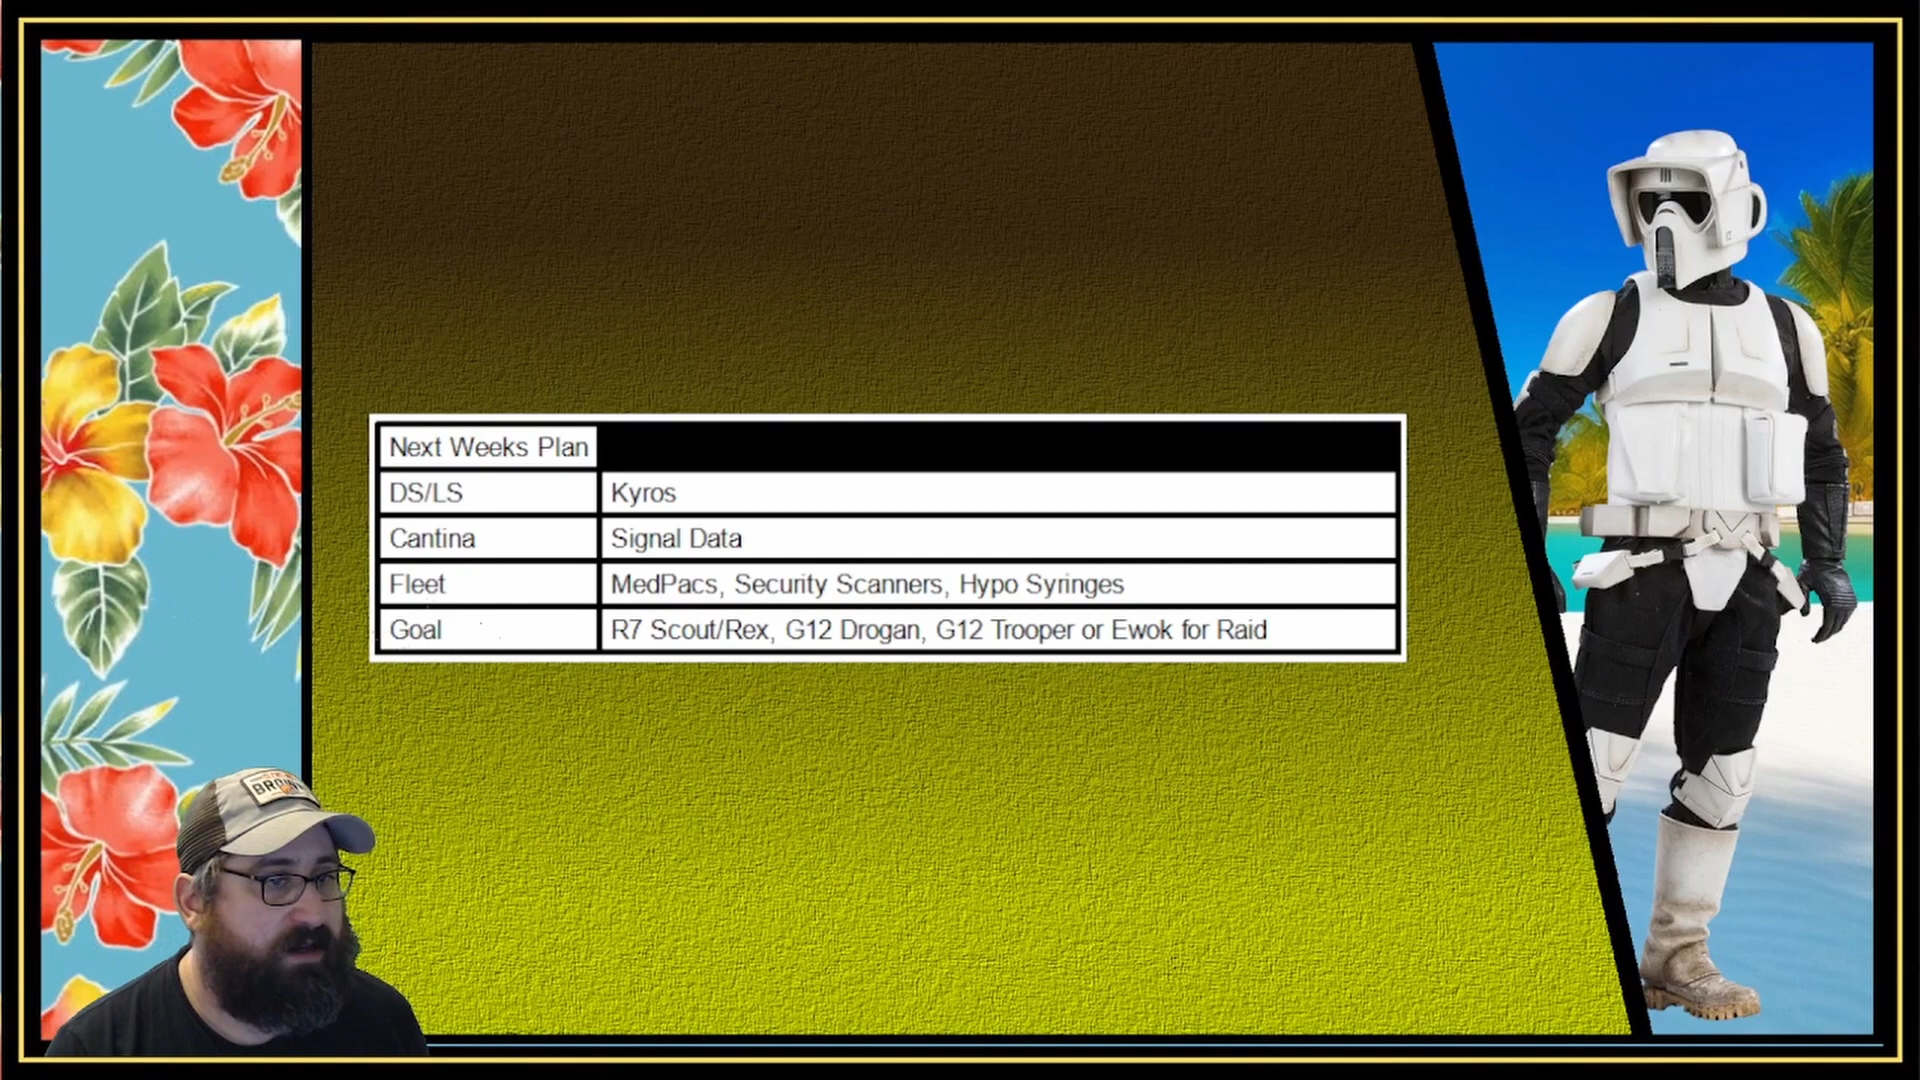 Next Weeks Plan
DS/LS Kyros
Cantina Signal Data
Fleet MedPacs, Security Scanners, Hypo Syringes
Goal R7 Scout/Rex, G12 Drogan, G12 Trooper or Ewok for Raid